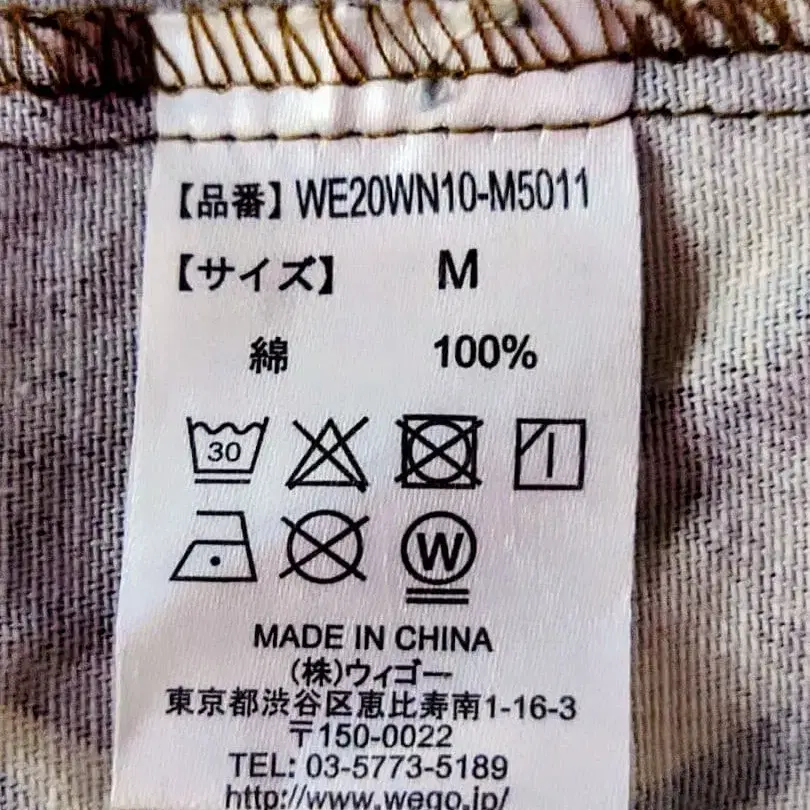 【品番】WE20WN10-M5011
【サイズ】 M
綿 100%
30
W
MADE IN CHINA
(株)ウィゴー
東京都渋谷区恵比寿南1-16-3
〒150-0022
TEL: 03-5773-5189
http://www.wego.jp/